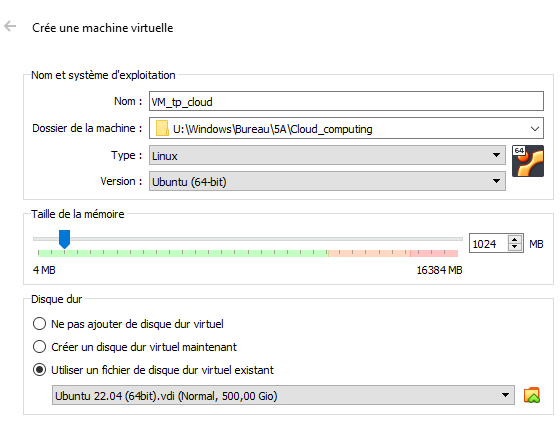 Crée une machine virtuelle
Nom et système d'exploitation
Nom : VM_tp_cloud
Dossier de la machine : U:\Windows\Bureau\5A\Cloud_computing
Type : Linux
64
Version : Ubuntu (64-bit)
Taille de la mémoire
1024 MB
4 MB 16384 MB
Disque dur
Ne pas ajouter de disque dur virtuel
Créer un disque dur virtuel maintenant
Utiliser un fichier de disque dur virtuel existant
Ubuntu 22.04 (64bit).vdi (Normal, 500,00 Gio)